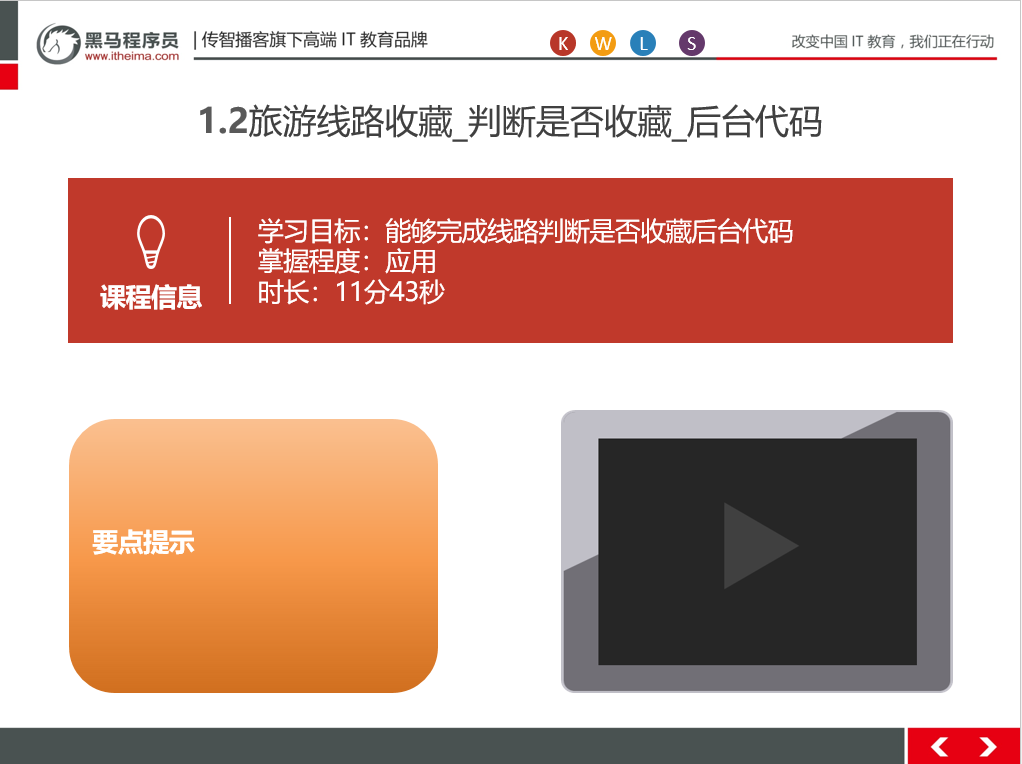 黑马程序员
www.itheima.com
|传智播客旗下高端 IT 教育品牌
K W L S
改变中国 IT 教育，我们正在行动
1.2旅游线路收藏_判断是否收藏_后台代码
课程信息
学习目标：能够完成线路判断是否收藏后台代码
掌握程度：应用
时长：11分43秒
要点提示